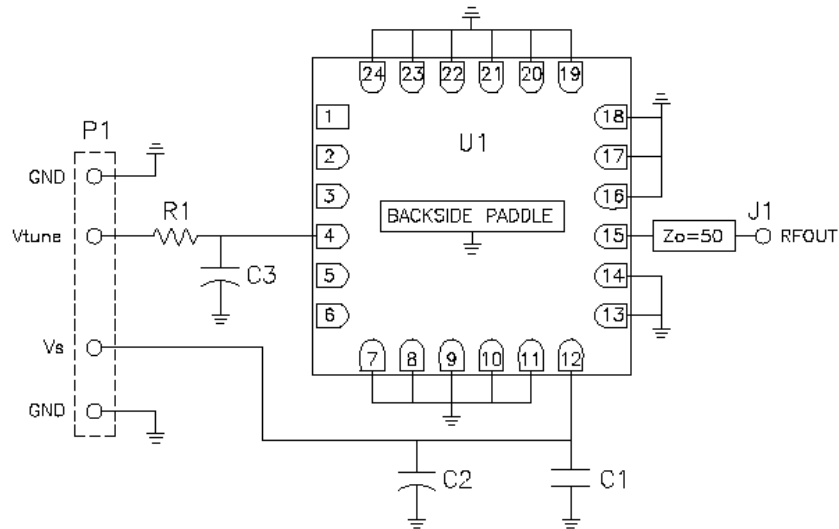 24 23 22 21 20 19
1
2
3
4
5
6
U1
BACKSIDE PADDLE
18
17
16
15
14
13
7 8 9 10 11 12
P1
GND
Vtune
Vs
GND
R1
C3
Zo=50
J1
RFOUT
C2
C1